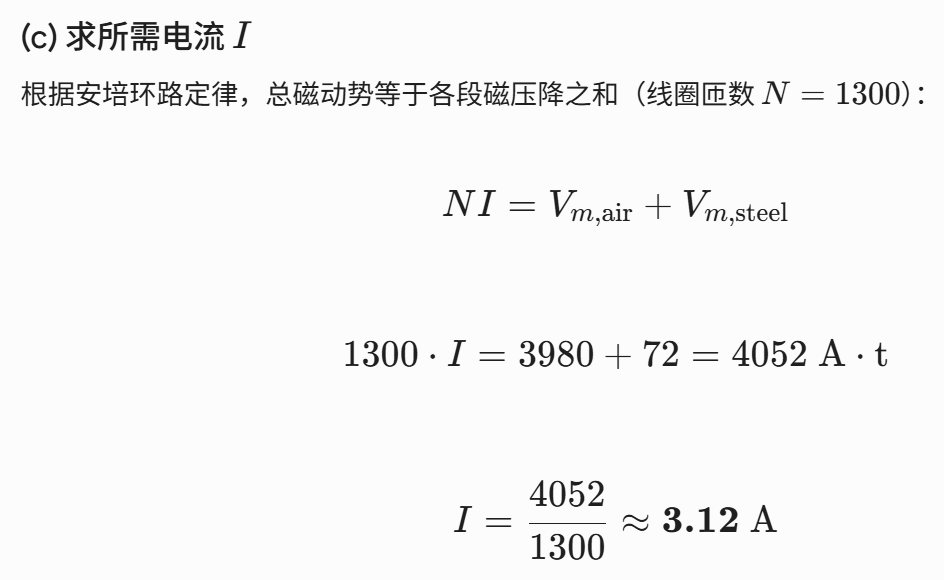 (c) 求所需电流 I
根据安培环路定律，总磁动势等于各段磁压降之和（线圈匝数 N = 1300）：
NI = V_{m,air} + V_{m,steel}
1300 · I = 3980 + 72 = 4052 A · t
I = \frac{4052}{1300} ≈ 3.12 A